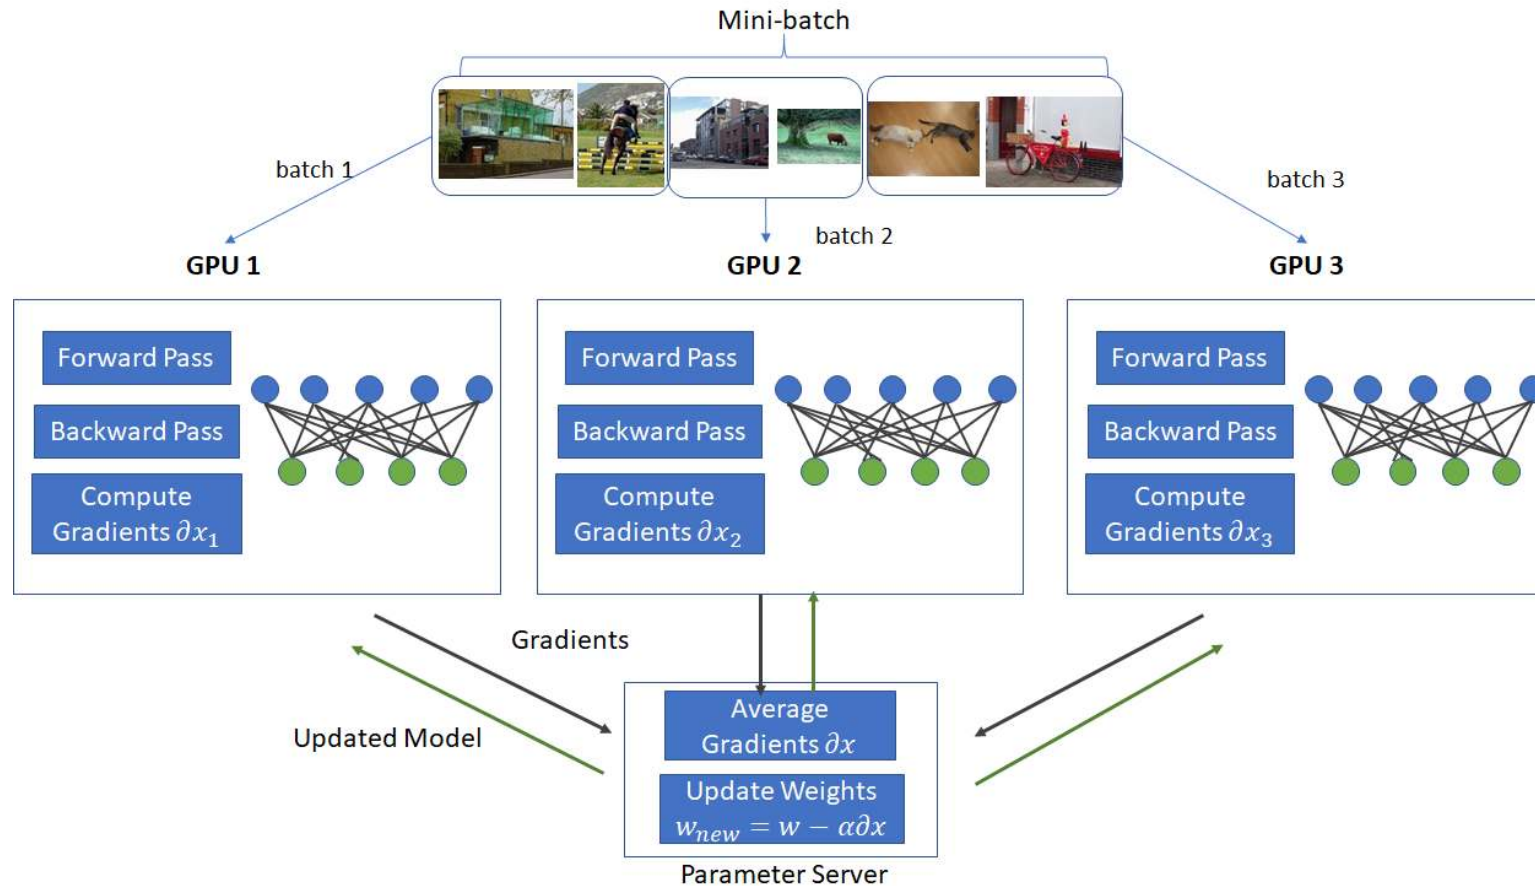 Mini-batch
batch 1
batch 2
batch 3
GPU 1
GPU 2
GPU 3
Forward Pass
Backward Pass
Compute
Gradients ∂x₁
Forward Pass
Backward Pass
Compute
Gradients ∂x₂
Forward Pass
Backward Pass
Compute
Gradients ∂x₃
Gradients
Updated Model
Average
Gradients ∂x
Update Weights
w_new = w − α∂x
Parameter Server